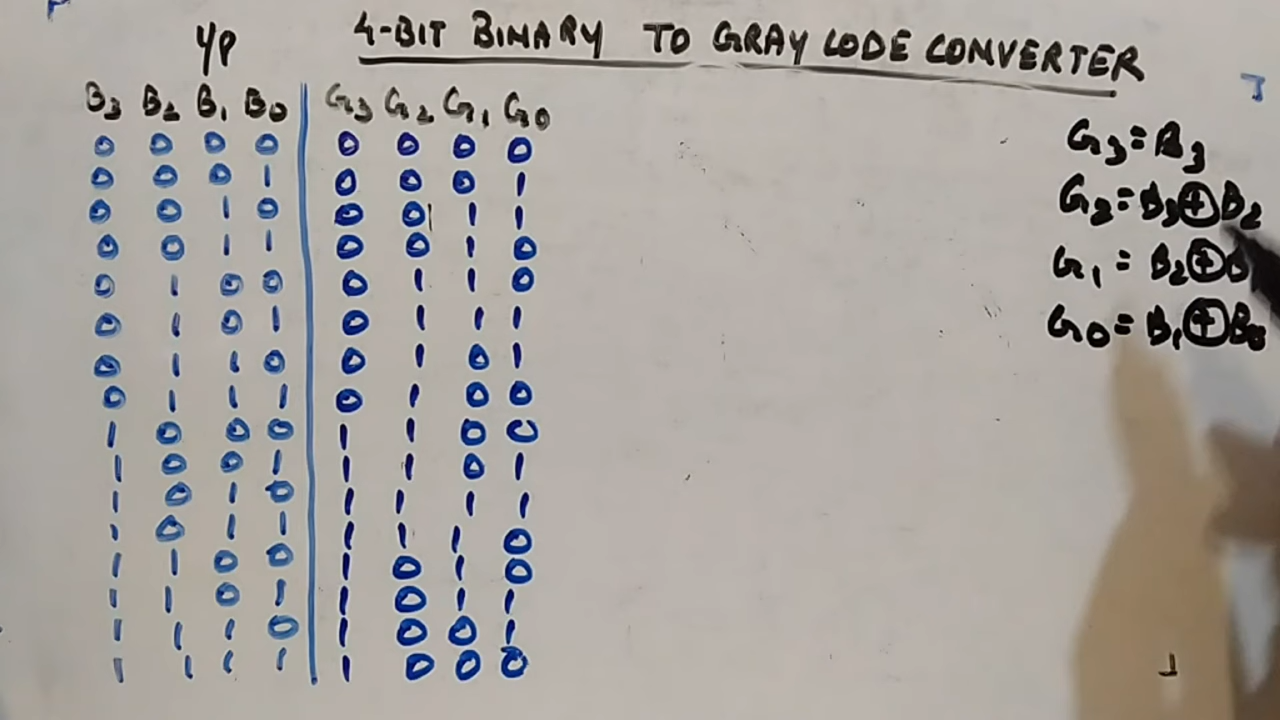 4-BIT BINARY TO GRAY CODE CONVERTER
I/P
B3 B2 B1 B0 G3 G2 G1 G0
0 0 0 0 0 0 0 0
0 0 0 1 0 0 0 1
0 0 1 0 0 0 1 1
0 0 1 1 0 0 1 0
0 1 0 0 0 1 1 0
0 1 0 1 0 1 1 1
0 1 1 0 0 1 0 1
0 1 1 1 0 1 0 0
1 0 0 0 1 1 0 0
1 0 0 1 1 1 0 1
1 0 1 0 1 1 1 1
1 0 1 1 1 1 1 0
1 1 0 0 1 0 1 0
1 1 0 1 1 0 1 1
1 1 1 0 1 0 0 1
1 1 1 1 1 0 0 0
G3 = B3
G2 = B3 ⊕ B2
G1 = B2 ⊕ B
G0 = B1 ⊕ B0